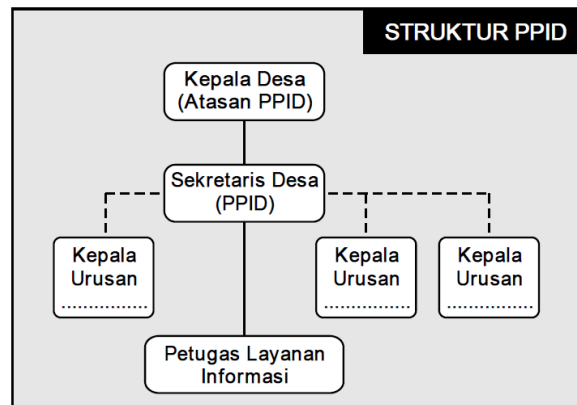 STRUKTUR PPID
Kepala Desa
(Atasan PPID)
Sekretaris Desa
(PPID)
Kepala
Urusan
...............
Kepala
Urusan
...............
Kepala
Urusan
...............
Petugas Layanan
Informasi